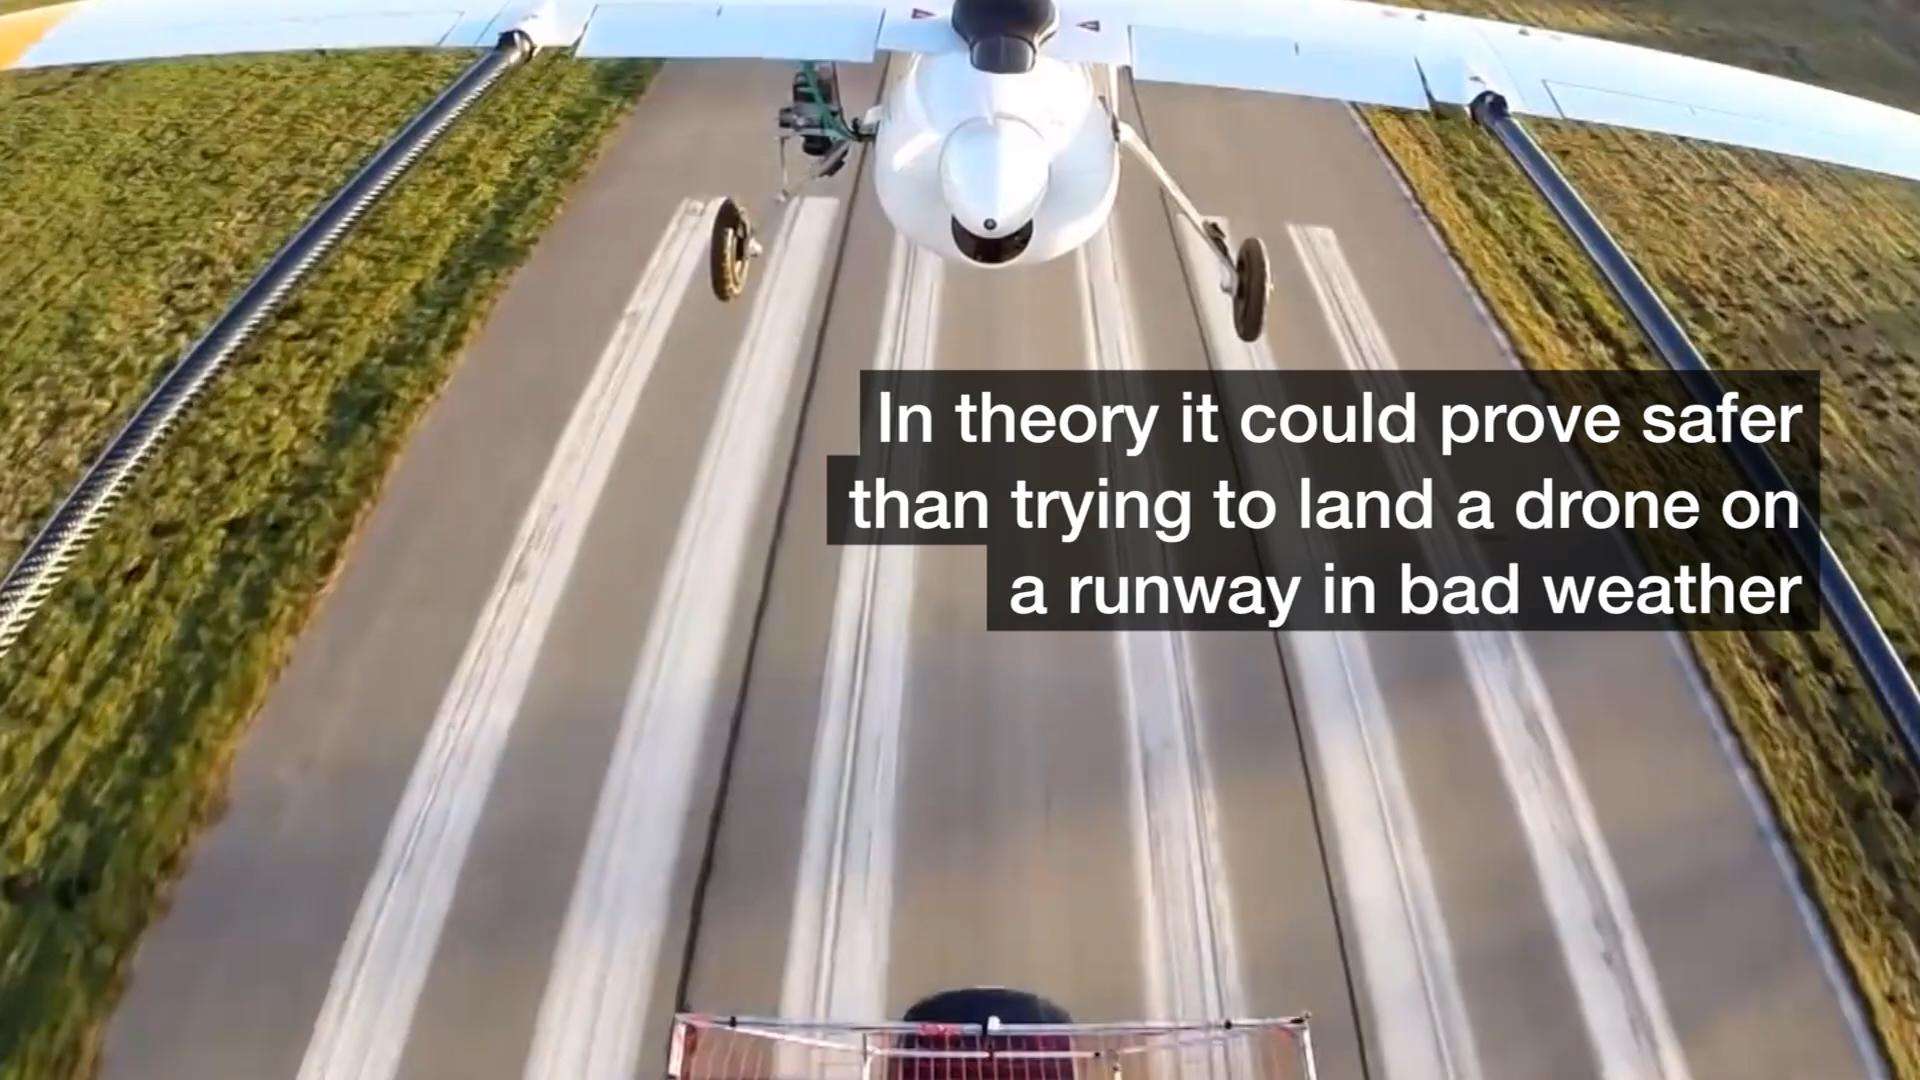 In theory it could prove safer
than trying to land a drone on
a runway in bad weather